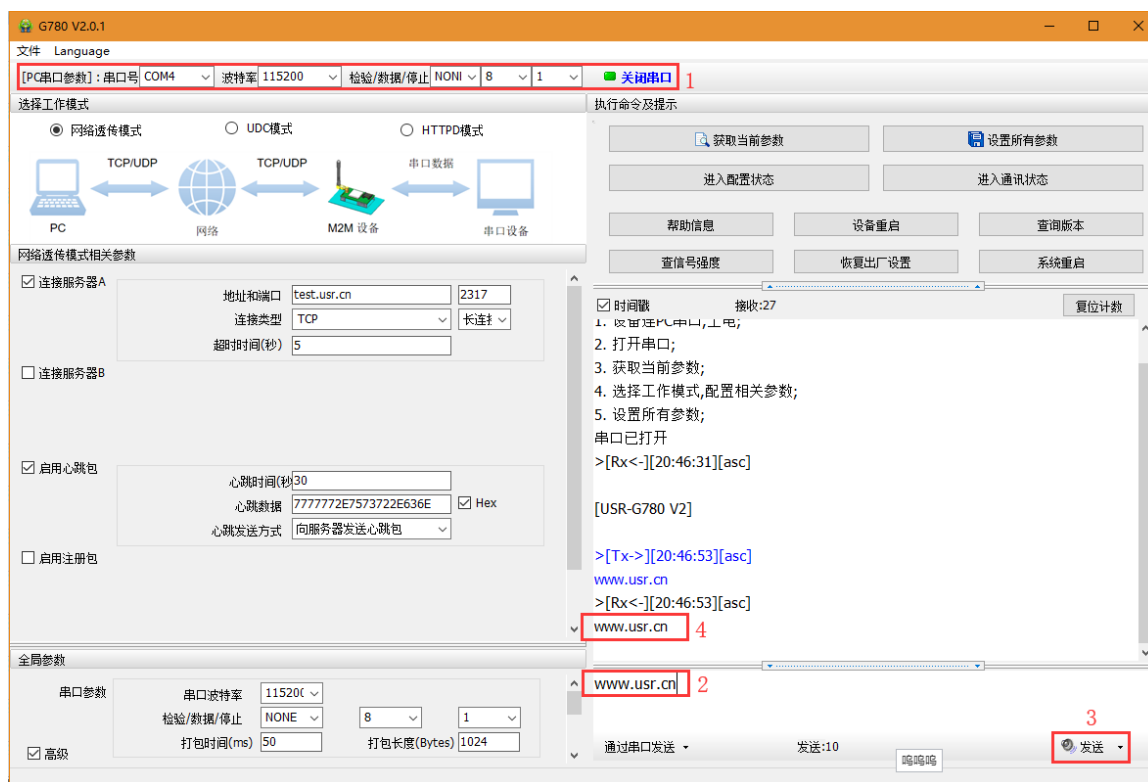 G780 V2.0.1
文件 Language
[PC串口参数]：串口号 COM4 波特率 115200 检验/数据/停止 NONI 8 1 关闭串口 1
选择工作模式
网络透传模式 UDC模式 HTTPD模式
TCP/UDP TCP/UDP 串口数据
PC 网络 M2M 设备 串口设备
网络透传模式相关参数
连接服务器A
地址和端口 test.usr.cn 2317
连接类型 TCP 长连接
超时时间(秒) 5
连接服务器B
启用心跳包
心跳时间(秒 30
心跳数据 7777772E7573722E636E Hex
心跳发送方式 向服务器发送心跳包
启用注册包
全局参数
串口参数 串口波特率 115200
检验/数据/停止 NONE 8 1
打包时间(ms) 50 打包长度(Bytes) 1024
高级
执行命令及提示
获取当前参数 设置所有参数
进入配置状态 进入通讯状态
帮助信息 设备重启 查询版本
查信号强度 恢复出厂设置 系统重启
时间戳 接收:27 复位计数
1. 设备连PC串口,上电;
2. 打开串口;
3. 获取当前参数;
4. 选择工作模式,配置相关参数;
5. 设置所有参数;
串口已打开
>[Rx<-][20:46:31][asc]
[USR-G780 V2]
>[Tx->][20:46:53][asc]
www.usr.cn
>[Rx<-][20:46:53][asc]
www.usr.cn 4
www.usr.cn 2
3
通过串口发送 发送:10 发送
呜呜呜